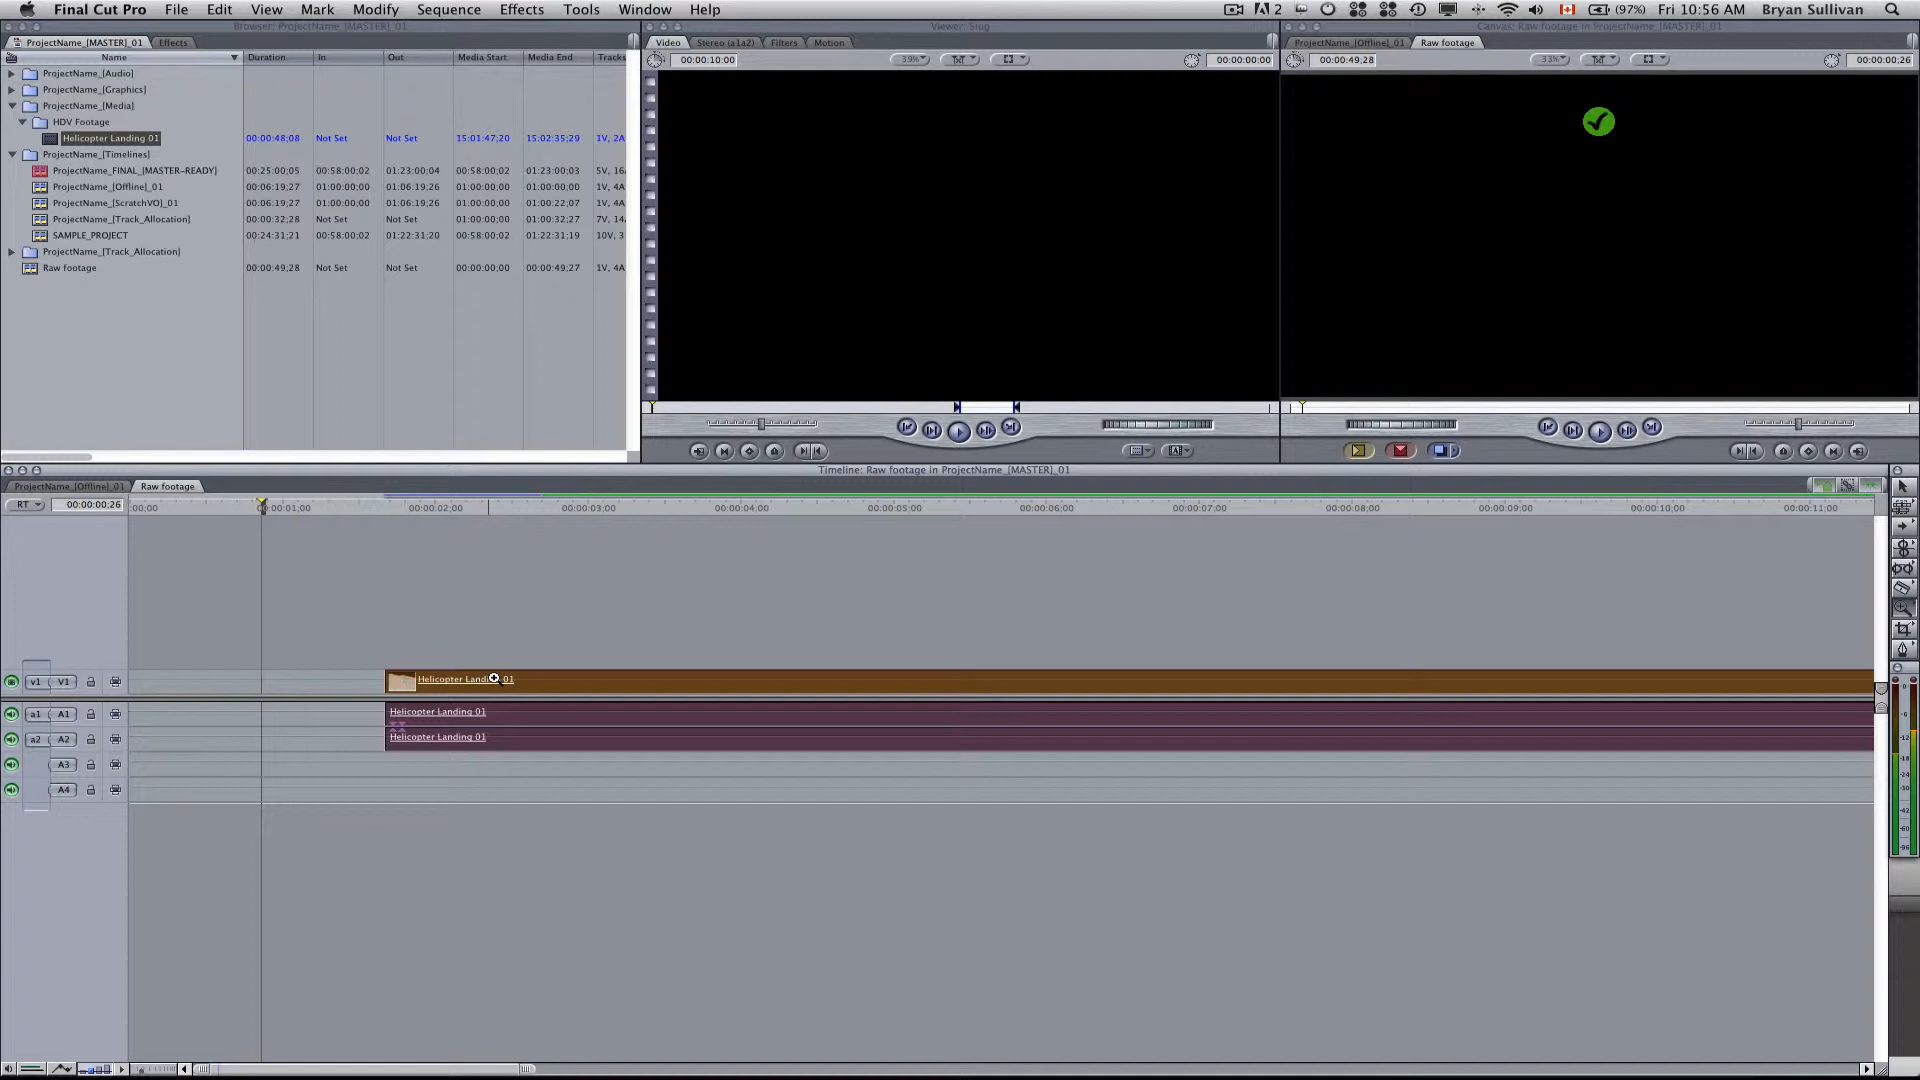 Final Cut Pro File Edit View Mark Modify Sequence Effects Tools Window Help 2 (97%) Fri 10:56 AM Bryan Sullivan
Browser: ProjectName_[MASTER]_01 Viewer: Slug Canvas: Raw footage in ProjectName_[MASTER]_01
ProjectName_[MASTER]_01 Effects Video Stereo (a1a2) Filters Motion ProjectName_[Offline]_01 Raw footage
Name Duration In Out Media Start Media End Tracks 00:00:10:00 39% 00:00:00:00 00:00:49;28 33% 00:00:00;26
ProjectName_[Audio]
ProjectName_[Graphics]
ProjectName_[Media]
HDV Footage
Helicopter Landing 01 00:00:48;08 Not Set Not Set 15:01:47;20 15:02:35;29 1V, 2A
ProjectName_[Timelines]
ProjectName_FINAL_[MASTER-READY] 00:25:00;05 00:58:00;02 01:23:00;04 00:58:00;02 01:23:00;03 5V, 16
ProjectName_[Offline]_01 00:06:19;27 01:00:00;00 01:06:19;26 01:00:00;00 01:00:00;00 1V, 4A
ProjectName_[ScratchVO]_01 00:06:19;27 01:00:00;00 01:06:19;26 01:00:00;00 01:00:22;07 1V, 4A
ProjectName_[Track_Allocation] 00:00:32;28 Not Set Not Set 01:00:00;00 01:00:32;27 7V, 14
SAMPLE_PROJECT 00:24:31;21 00:58:00;02 01:22:31;20 00:58:00;02 01:22:31;19 10V, 3
ProjectName_[Track_Allocation]
Raw footage 00:00:49;28 Not Set Not Set 00:00:00;00 00:00:49;27 1V, 4A
Timeline: Raw footage in ProjectName_[MASTER]_01
ProjectName_[Offline]_01 Raw footage
RT 00:00:00;26 00:00:01;00 00:00:02;00 00:00:03;00 00:00:04;00 00:00:05;00 00:00:06;00 00:00:07;00 00:00:08;00 00:00:09;00 00:00:10;00 00:00:11;00
v1 V1 Helicopter Landi 01
a1 A1 Helicopter Landing 01
a2 A2 Helicopter Landing 01
A3
A4